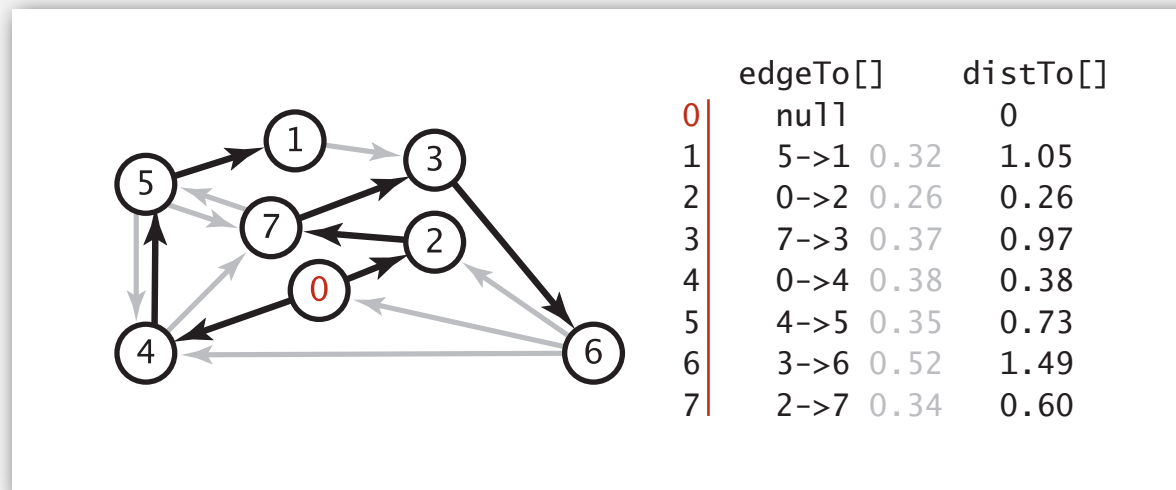 edgeTo[] distTo[]
0 null 0
1 5->1 0.32 1.05
2 0->2 0.26 0.26
3 7->3 0.37 0.97
4 0->4 0.38 0.38
5 4->5 0.35 0.73
6 3->6 0.52 1.49
7 2->7 0.34 0.60
1
3
5
7
2
0
4
6